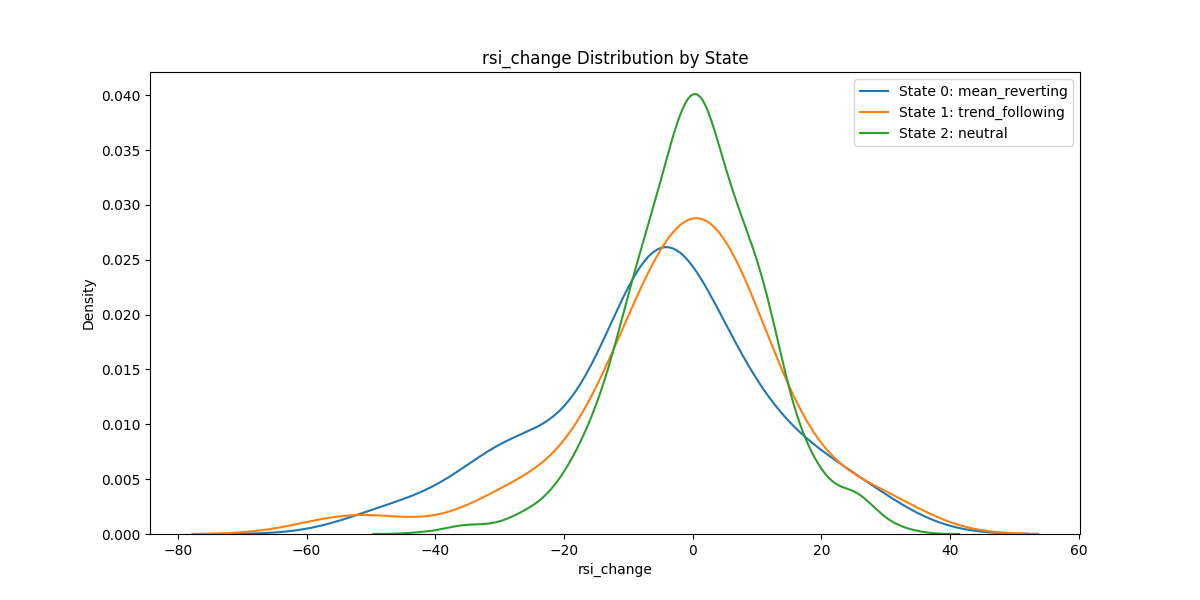 rsi_change Distribution by State
State 0: mean_reverting
State 1: trend_following
State 2: neutral
0.040
0.035
0.030
0.025
0.020
0.015
0.010
0.005
0.000
Density
−80
−60
−40
−20
0
20
40
60
rsi_change